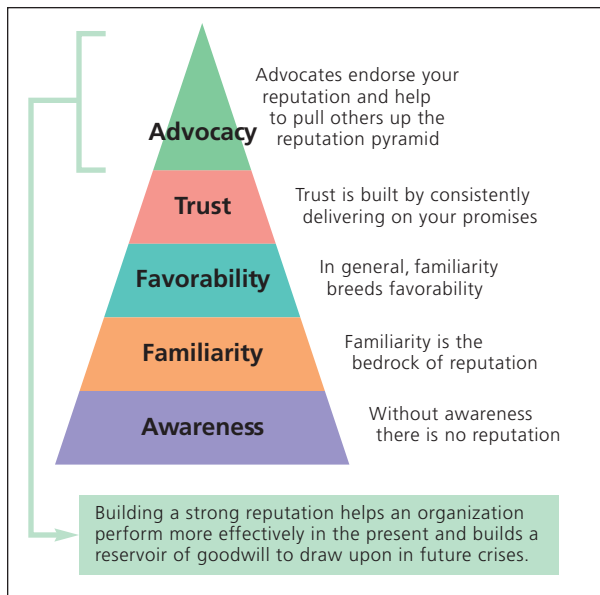 Advocates endorse your
reputation and help
to pull others up the
reputation pyramid
Advocacy
Trust
Trust is built by consistently
delivering on your promises
Favorability
In general, familiarity
breeds favorability
Familiarity
Familiarity is the
bedrock of reputation
Awareness
Without awareness
there is no reputation
Building a strong reputation helps an organization
perform more effectively in the present and builds a
reservoir of goodwill to draw upon in future crises.